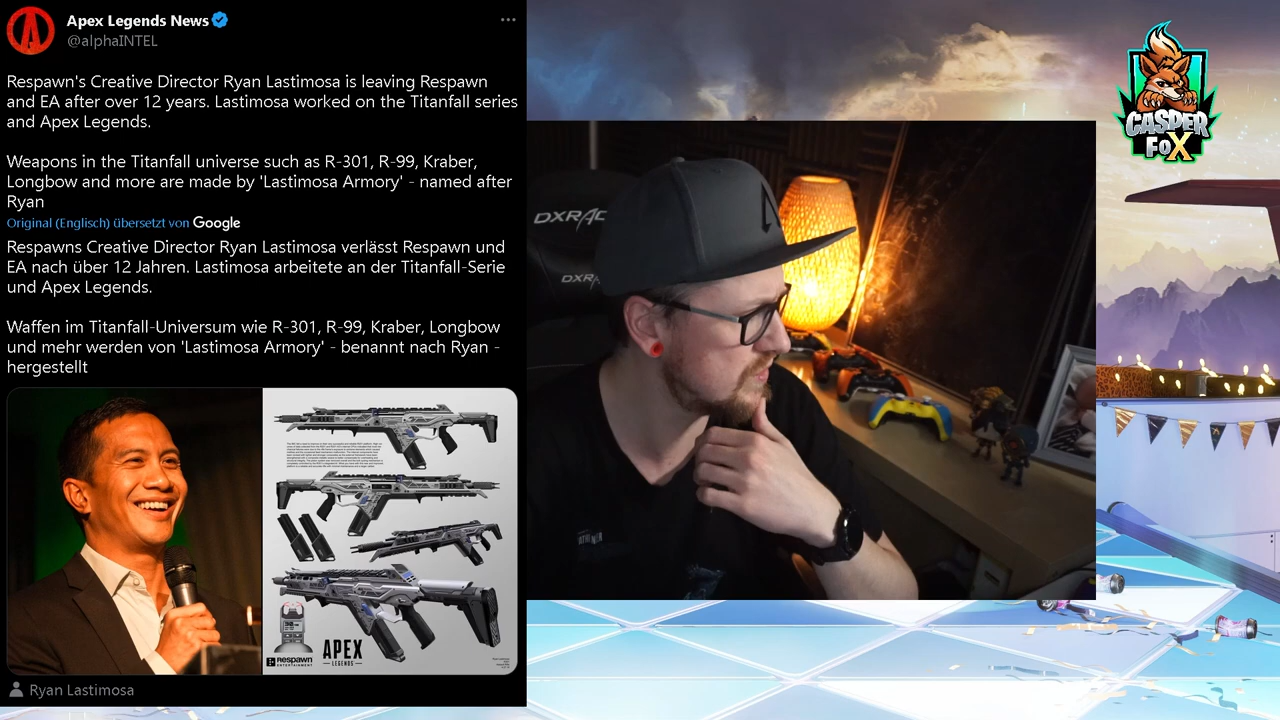 Apex Legends News
@alphaINTEL
Respawn's Creative Director Ryan Lastimosa is leaving Respawn
and EA after over 12 years. Lastimosa worked on the Titanfall series
and Apex Legends.
Weapons in the Titanfall universe such as R-301, R-99, Kraber,
Longbow and more are made by 'Lastimosa Armory' - named after
Ryan
Original (Englisch) übersetzt von Google
Respawns Creative Director Ryan Lastimosa verlässt Respawn und
EA nach über 12 Jahren. Lastimosa arbeitete an der Titanfall-Serie
und Apex Legends.
Waffen im Titanfall-Universum wie R-301, R-99, Kraber, Longbow
und mehr werden von 'Lastimosa Armory' - benannt nach Ryan -
hergestellt
RESPAWN
ENTERTAINMENT
APEX
LEGENDS
Ryan Lastimosa
DXRAC
DXRA
CASPER
FOX